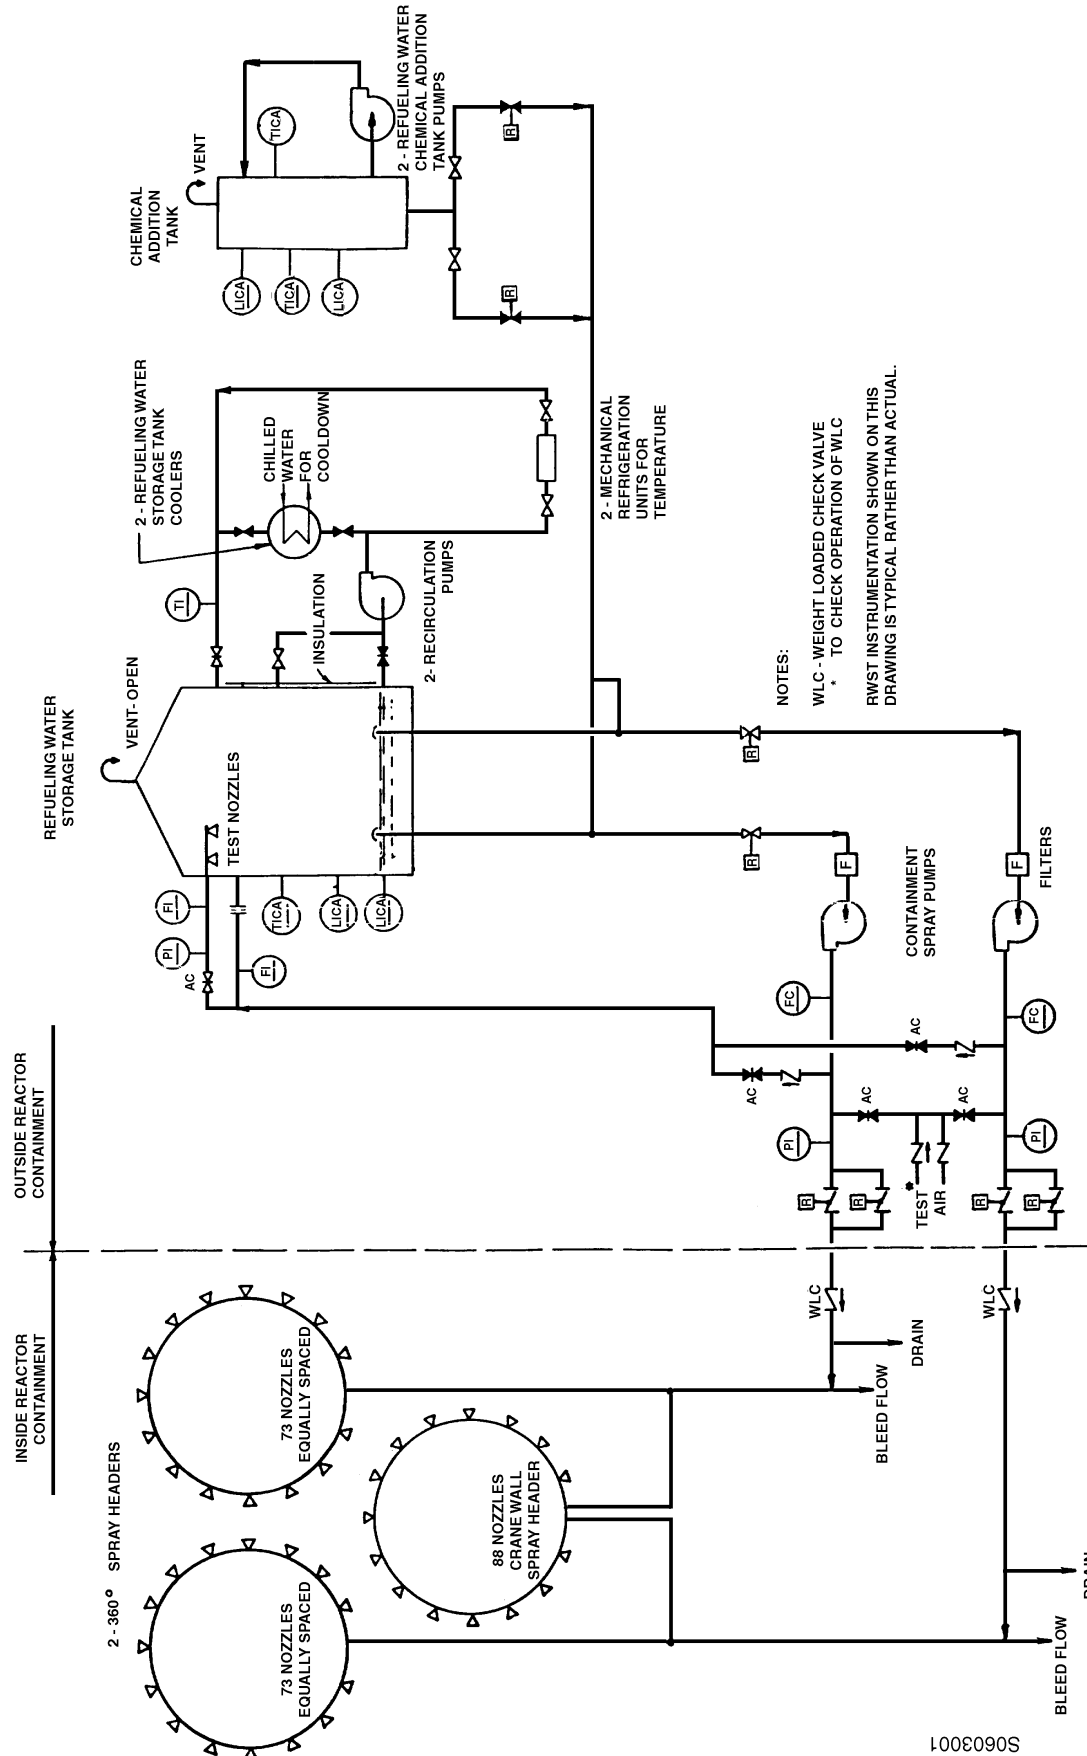 INSIDE REACTOR
CONTAINMENT
OUTSIDE REACTOR
CONTAINMENT
REFUELING WATER
STORAGE TANK
VENT-OPEN
CHEMICAL
ADDITION
TANK
VENT
2 - REFUELING WATER
CHEMICAL ADDITION
TANK PUMPS
TICA
LICA
TICA
LICA
R
R
2 - REFUELING WATER
STORAGE TANK
COOLERS
CHILLED
WATER
FOR
COOLDOWN
TI
INSULATION
2- RECIRCULATION
PUMPS
2 - MECHANICAL
REFRIGERATION
UNITS FOR
TEMPERATURE
TEST NOZZLES
FI
PI
AC
FI
TICA
LICA
LICA
2 - 360° SPRAY HEADERS
73 NOZZLES
EQUALLY SPACED
73 NOZZLES
EQUALLY SPACED
88 NOZZLES
CRANE WALL
SPRAY HEADER
NOTES:
WLC - WEIGHT LOADED CHECK VALVE
* TO CHECK OPERATION OF WLC
RWST INSTRUMENTATION SHOWN ON THIS
DRAWING IS TYPICAL RATHER THAN ACTUAL.
R
R
F
F
FILTERS
CONTAINMENT
SPRAY PUMPS
FC
FC
AC
AC
AC
AC
PI
PI
TEST*
AIR
R
R
R
R
WLC
WLC
DRAIN
BLEED FLOW
DRAIN
BLEED FLOW
S0603001